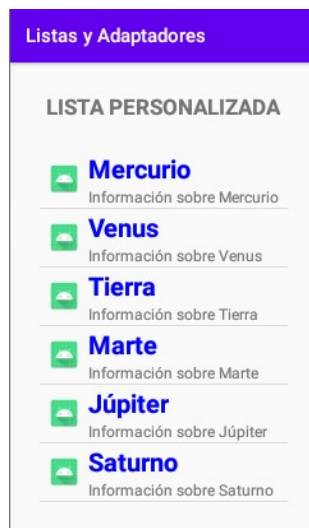 Listas y Adaptadores
LISTA PERSONALIZADA
Mercurio
Información sobre Mercurio
Venus
Información sobre Venus
Tierra
Información sobre Tierra
Marte
Información sobre Marte
Júpiter
Información sobre Júpiter
Saturno
Información sobre Saturno